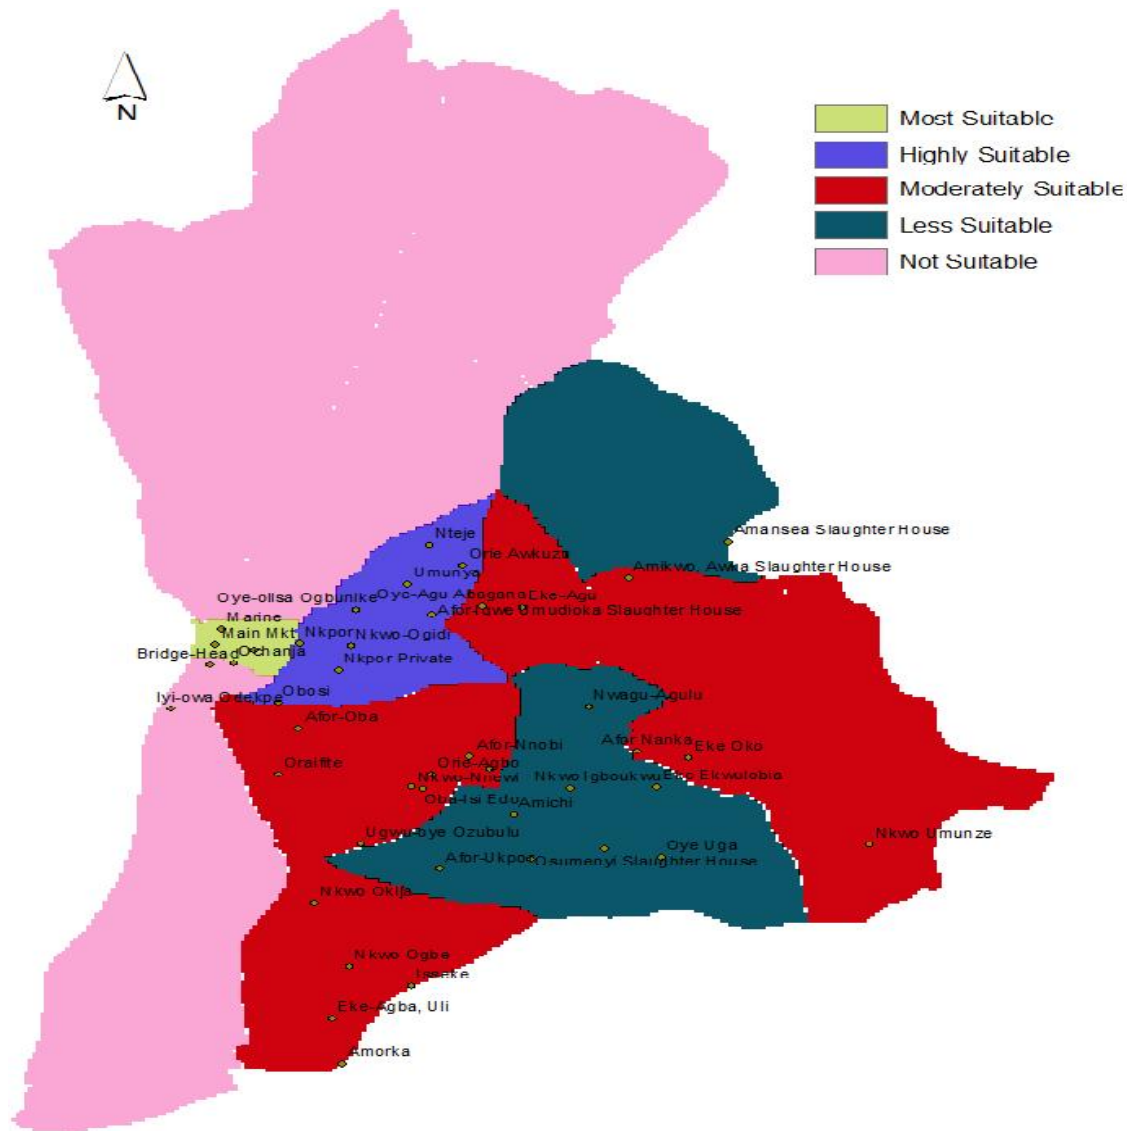 N
Most Suitable
Highly Suitable
Moderately Suitable
Less Suitable
Not Suitable
Nteje
Orie Awkuzu
Amansea Slaughter House
Umunya
Amikwo, Awka Slaughter House
Oye-olisa Ogbunike
Oye-Agu Abagana
Eke-Agu
Afor-Igwe Umudioka Slaughter House
Marine
Main Mkt
Nkpor
Nkwo-Ogidi
Bridge-Head
Ochanja
Nkpor Private
Iyi-owa Odekpe
Obosi
Nwagu-Agulu
Afor-Oba
Afor-Nnobi
Afor Nanka
Eke Oko
Oraifite
Orie-Agbo
Nkwo-Nnewi
Nkwo Igboukwu
Eke Ekwulobia
Oba-Isi Edo
Amichi
Ugwu-oye Ozubulu
Nkwo Umunze
Afor-Ukpor
Osumenyi Slaughter House
Oye Uga
Nkwo Okija
Nkwo Ogbe
Isseke
Eke-Agba, Uli
Amorka